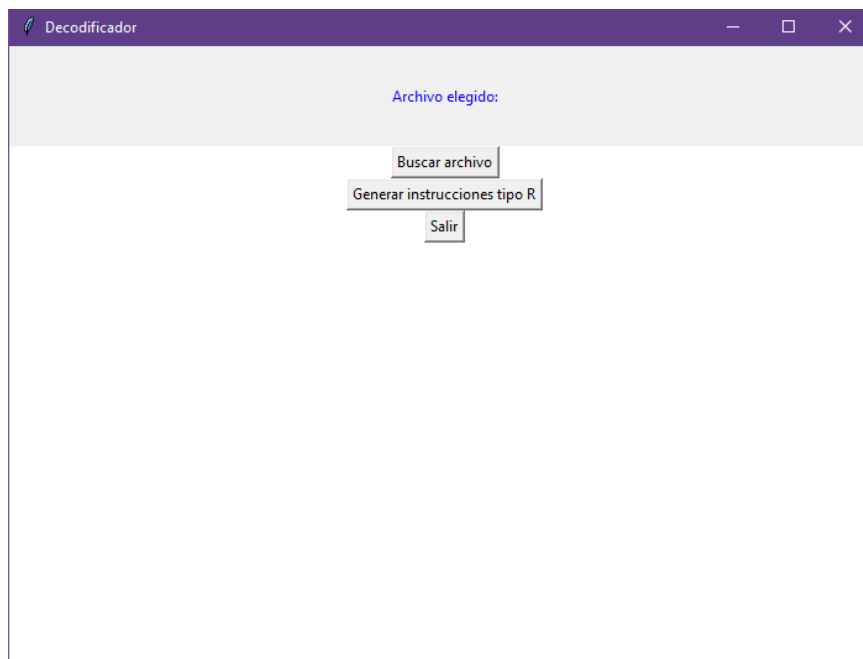 Decodificador
Archivo elegido:
Buscar archivo
Generar instrucciones tipo R
Salir